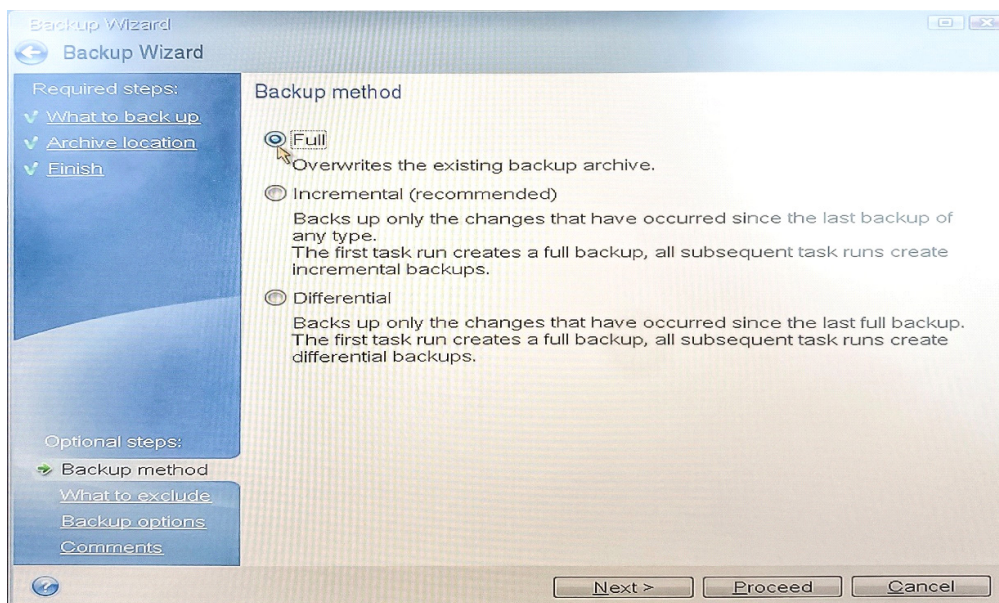 Backup Wizard
Backup Wizard
Required steps:
What to back up
Archive location
Finish
Backup method
Full
Overwrites the existing backup archive.
Incremental (recommended)
Backs up only the changes that have occurred since the last backup of
any type.
The first task run creates a full backup, all subsequent task runs create
incremental backups.
Differential
Backs up only the changes that have occurred since the last full backup.
The first task run creates a full backup, all subsequent task runs create
differential backups.
Optional steps:
Backup method
What to exclude
Backup options
Comments
Next >
Proceed
Cancel